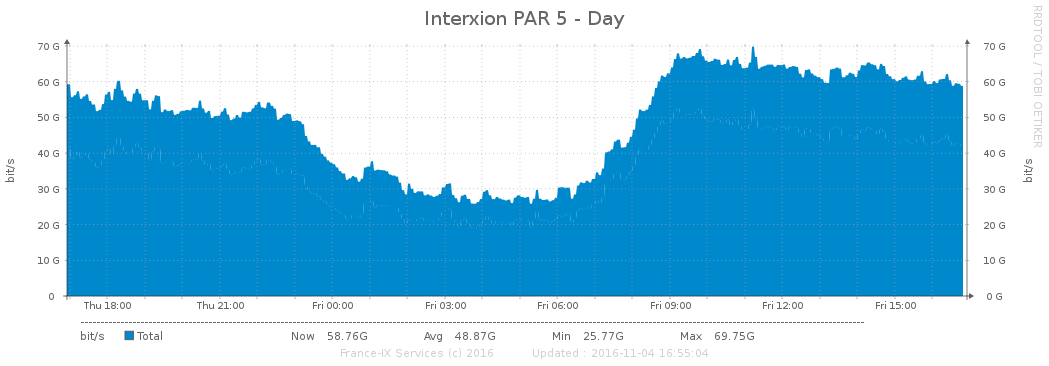 Interxion PAR 5 - Day
RRDTOOL / TOBI OETIKER
bit/s
70 G
60 G
50 G
40 G
30 G
20 G
10 G
0
70 G
60 G
50 G
40 G
30 G
20 G
10 G
0 G
bit/s
Thu 18:00 Thu 21:00 Fri 00:00 Fri 03:00 Fri 06:00 Fri 09:00 Fri 12:00 Fri 15:00
bit/s Total Now 58.76G Avg 48.87G Min 25.77G Max 69.75G
France-IX Services (c) 2016 Updated : 2016-11-04 16:55:04